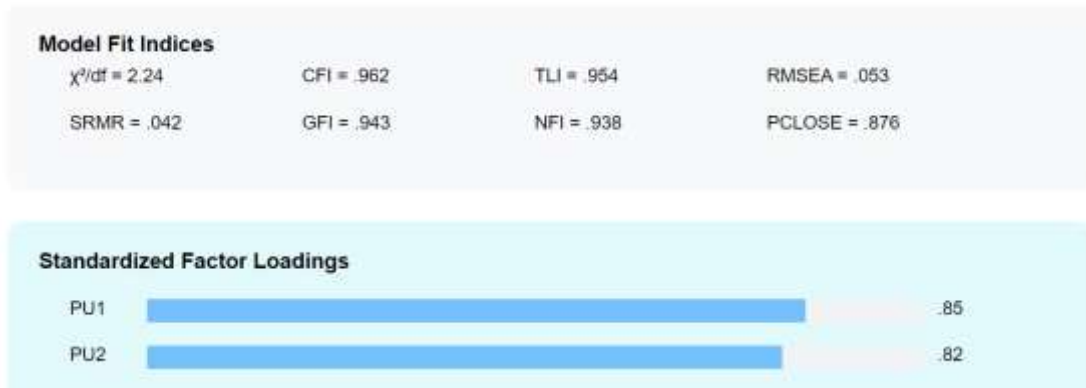 Model Fit Indices
χ²/df = 2.24 CFI = .962 TLI = .954 RMSEA = .053
SRMR = .042 GFI = .943 NFI = .938 PCLOSE = .876
Standardized Factor Loadings
PU1 .85
PU2 .82